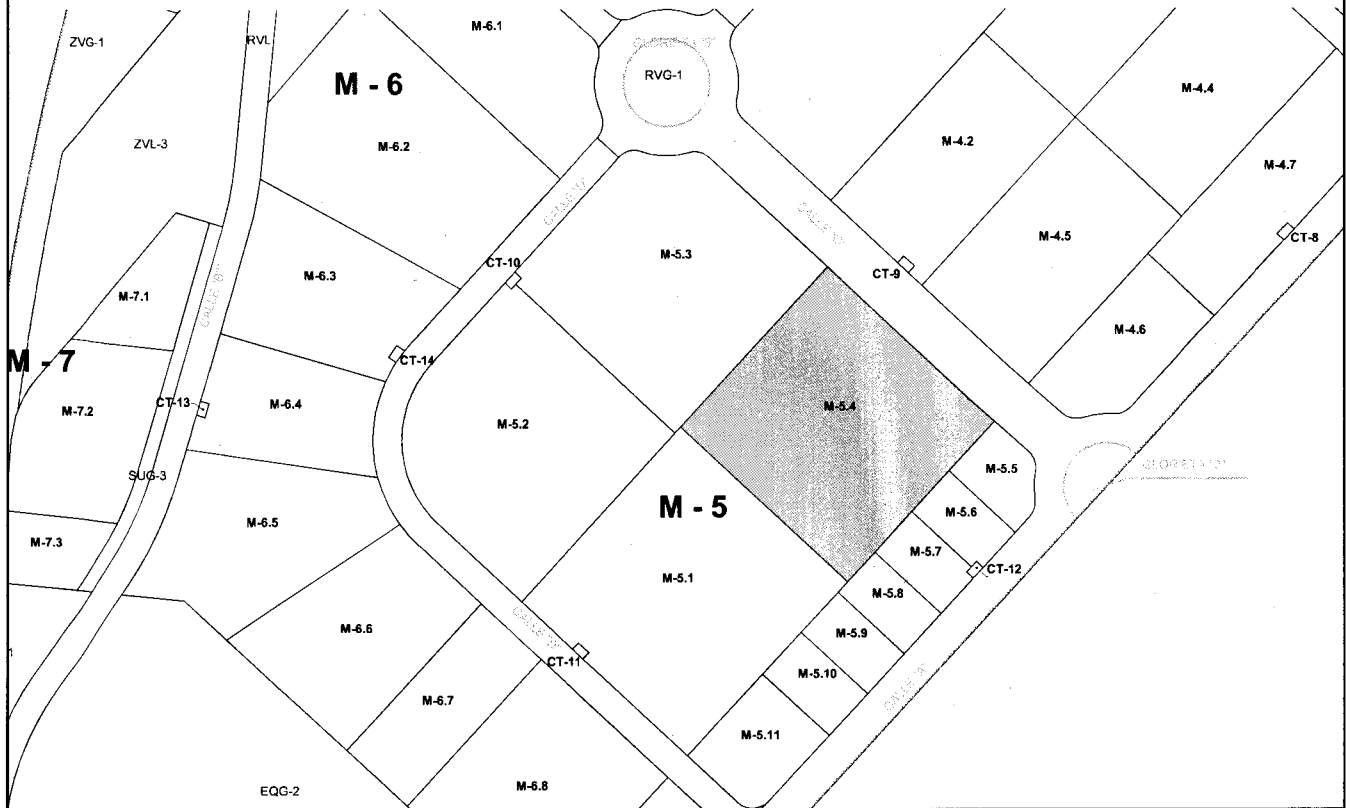 M-6.1
ZVG-1
RVL
GLORIETA "B"
RVG-1
M - 6
M-4.4
ZVL-3
M-6.2
M-4.2
M-4.7
M-4.5
CT-8
M-5.3
CT-10
CT-9
M-6.3
M-7.1
CALLE "B"
M-4.6
M - 7
CT-14
CT-13
M-6.4
M-7.2
M-5.2
M-5.4
SUG-3
M-5.5
GLORIETA "C"
M-5.6
M - 5
M-6.5
M-7.3
M-5.7
CT-12
M-5.1
M-5.8
M-6.6
M-5.9
CT-11
M-5.10
CALLE "A"
M-6.7
M-5.11
EQG-2
M-6.8